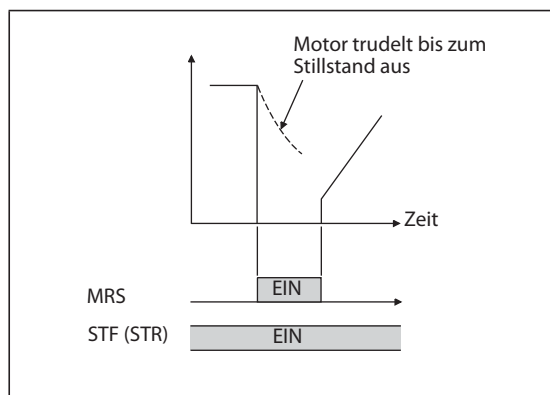 Motor trudelt bis zum
Stillstand aus
Zeit
EIN
MRS
STF (STR)
EIN